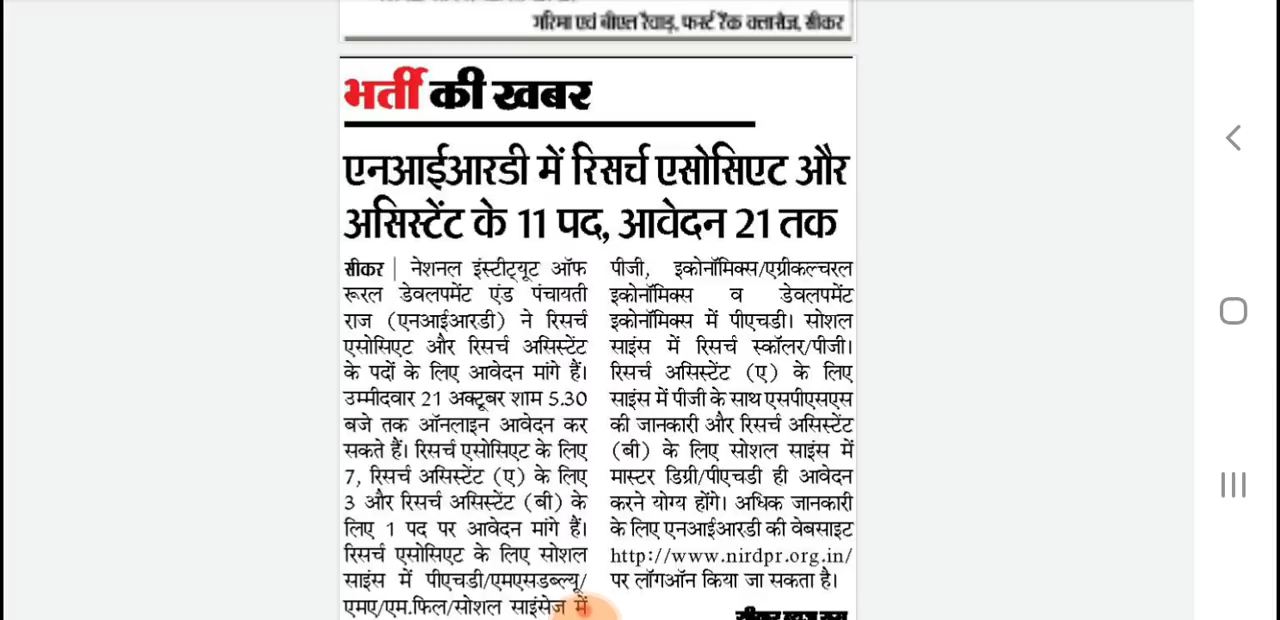 गरिमा एवं बीएल रेवाड़, फर्स्ट रैंक क्लासेज, सीकर
भर्ती की खबर
एनआईआरडी में रिसर्च एसोसिएट और
असिस्टेंट के 11 पद, आवेदन 21 तक
सीकर | नेशनल इंस्टीट्यूट ऑफ
रूरल डेवलपमेंट एंड पंचायती
राज (एनआईआरडी) ने रिसर्च
एसोसिएट और रिसर्च असिस्टेंट
के पदों के लिए आवेदन मांगे हैं।
उम्मीदवार 21 अक्टूबर शाम 5.30
बजे तक ऑनलाइन आवेदन कर
सकते हैं। रिसर्च एसोसिएट के लिए
7, रिसर्च असिस्टेंट (ए) के लिए
3 और रिसर्च असिस्टेंट (बी) के
लिए 1 पद पर आवेदन मांगे हैं।
रिसर्च एसोसिएट के लिए सोशल
साइंस में पीएचडी/एमएसडब्ल्यू/
एमए/एम.फिल/सोशल साइंसेज में
पीजी, इकोनॉमिक्स/एग्रीकल्चरल
इकोनॉमिक्स व डेवलपमेंट
इकोनॉमिक्स में पीएचडी। सोशल
साइंस में रिसर्च स्कॉलर/पीजी।
रिसर्च असिस्टेंट (ए) के लिए
साइंस में पीजी के साथ एसपीएसएस
की जानकारी और रिसर्च असिस्टेंट
(बी) के लिए सोशल साइंस में
मास्टर डिग्री/पीएचडी ही आवेदन
करने योग्य होंगे। अधिक जानकारी
के लिए एनआईआरडी की वेबसाइट
http://www.nirdpr.org.in/
पर लॉगऑन किया जा सकता है।